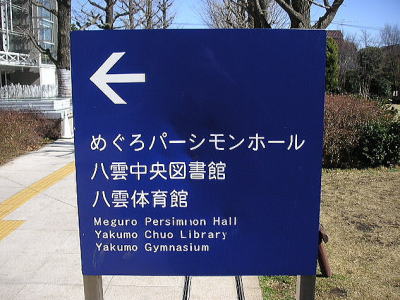 めぐろパーシモンホール
八雲中央図書館
八雲体育館
Meguro Persimmon Hall
Yakumo Chuo Library
Yakumo Gymnasium